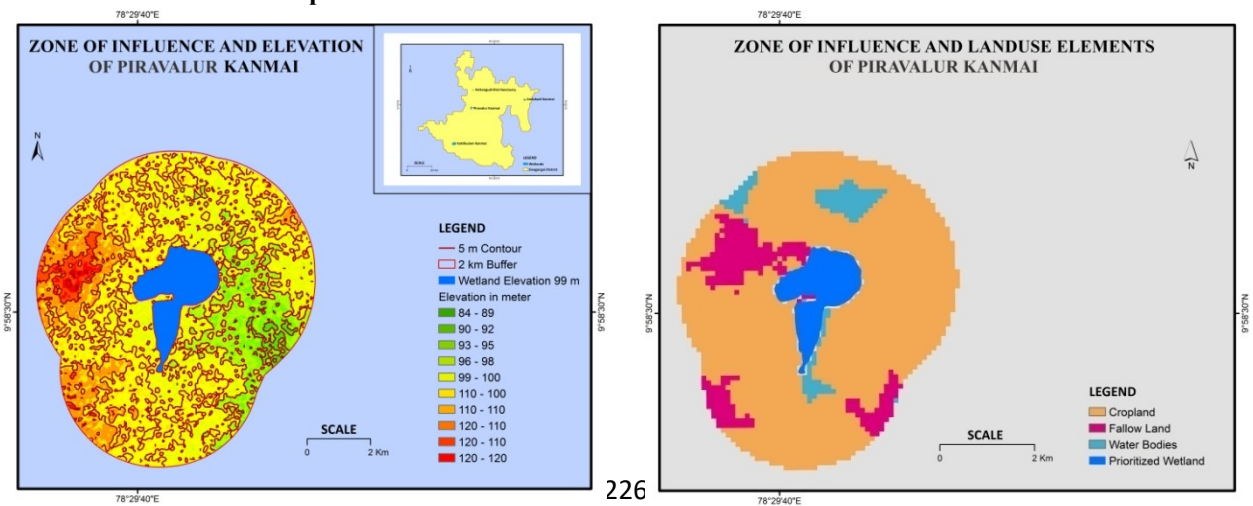 78°29'40"E
ZONE OF INFLUENCE AND ELEVATION
OF PIRAVALUR KANMAI
N
9°58'30"N
9°58'30"N
LEGEND
5 m Contour
2 km Buffer
Wetland Elevation 99 m
Elevation in meter
84 - 89
90 - 92
93 - 95
96 - 98
99 - 100
110 - 100
110 - 110
120 - 110
120 - 110
120 - 120
SCALE
0 2 Km
LEGEND
78°29'40"E
226
78°29'40"E
ZONE OF INFLUENCE AND LANDUSE ELEMENTS
OF PIRAVALUR KANMAI
N
9°58'30"N
9°58'30"N
LEGEND
Cropland
Fallow Land
Water Bodies
Prioritized Wetland
SCALE
0 2 Km
78°29'40"E